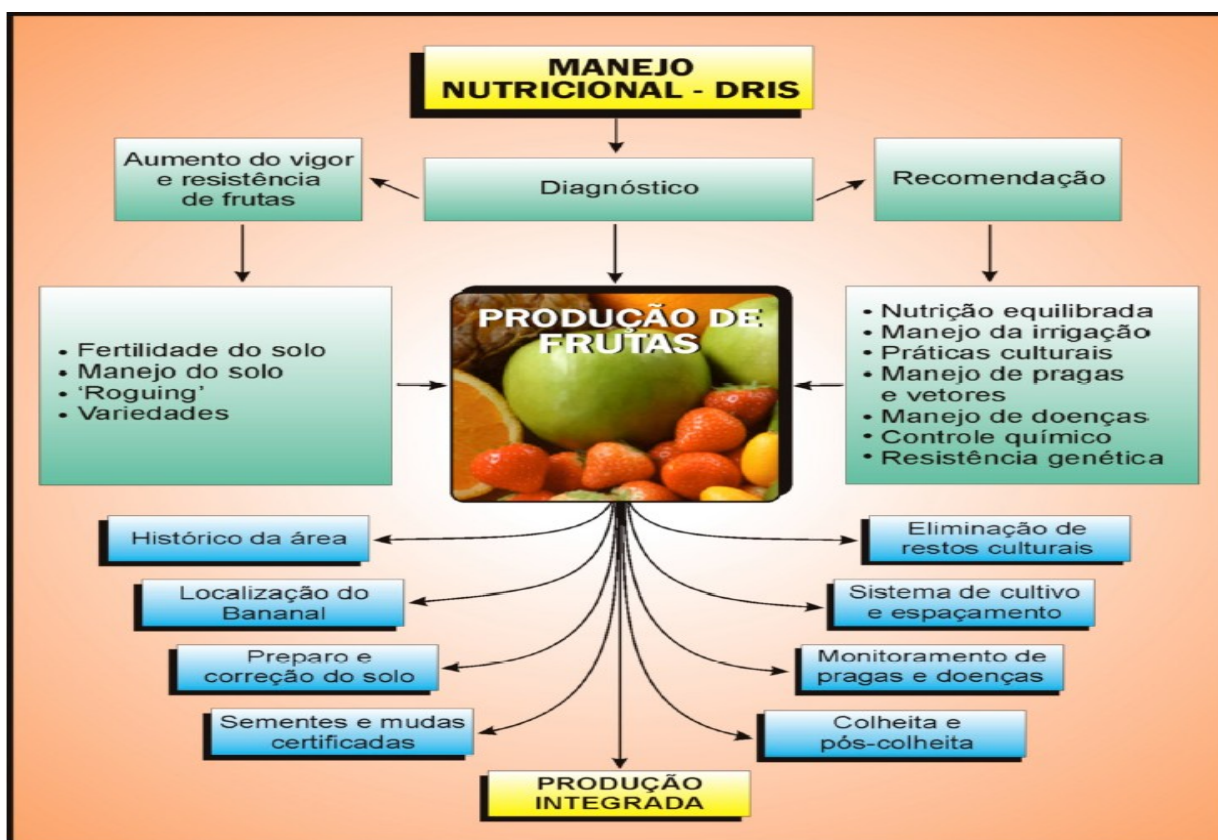 MANEJO
NUTRICIONAL - DRIS
Aumento do vigor
e resistência
de frutas
Diagnóstico
Recomendação
• Fertilidade do solo
• Manejo do solo
• ‘Roguing’
• Variedades
PRODUÇÃO DE
FRUTAS
• Nutrição equilibrada
• Manejo da irrigação
• Práticas culturais
• Manejo de pragas
e vetores
• Manejo de doenças
• Controle químico
• Resistência genética
Histórico da área
Eliminação de
restos culturais
Localização do
Bananal
Sistema de cultivo
e espaçamento
Preparo e
correção do solo
Monitoramento de
pragas e doenças
Sementes e mudas
certificadas
Colheita e
pós-colheita
PRODUÇÃO
INTEGRADA